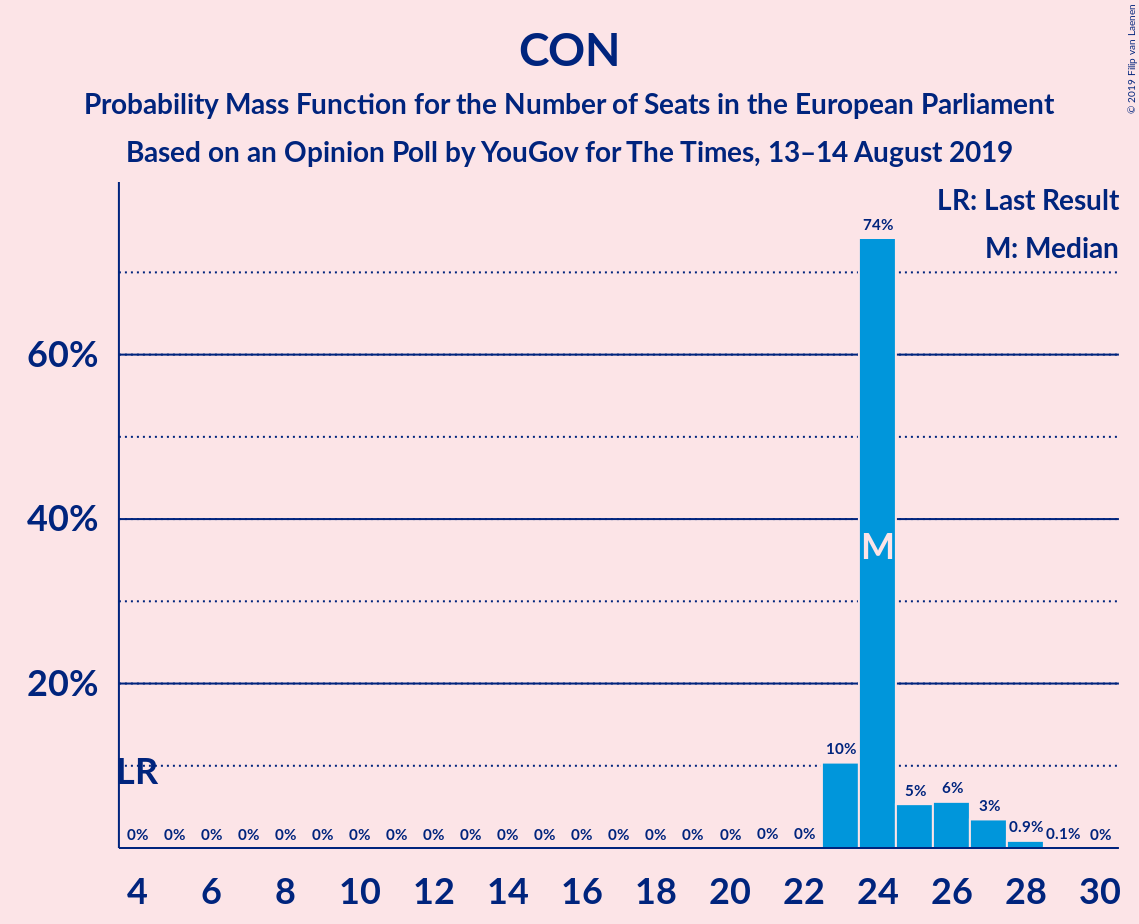 © 2019 Filip van Laenen
CON
Probability Mass Function for the Number of Seats in the European Parliament
Based on an Opinion Poll by YouGov for The Times, 13–14 August 2019
LR: Last Result
M: Median
74%
60%
40%
M
20%
10%
LR
5%
6%
3%
0.9%
0.1%
0%
0% 0% 0% 0% 0% 0% 0% 0% 0% 0% 0% 0% 0% 0% 0% 0% 0% 0% 0%
4 6 8 10 12 14 16 18 20 22 24 26 28 30